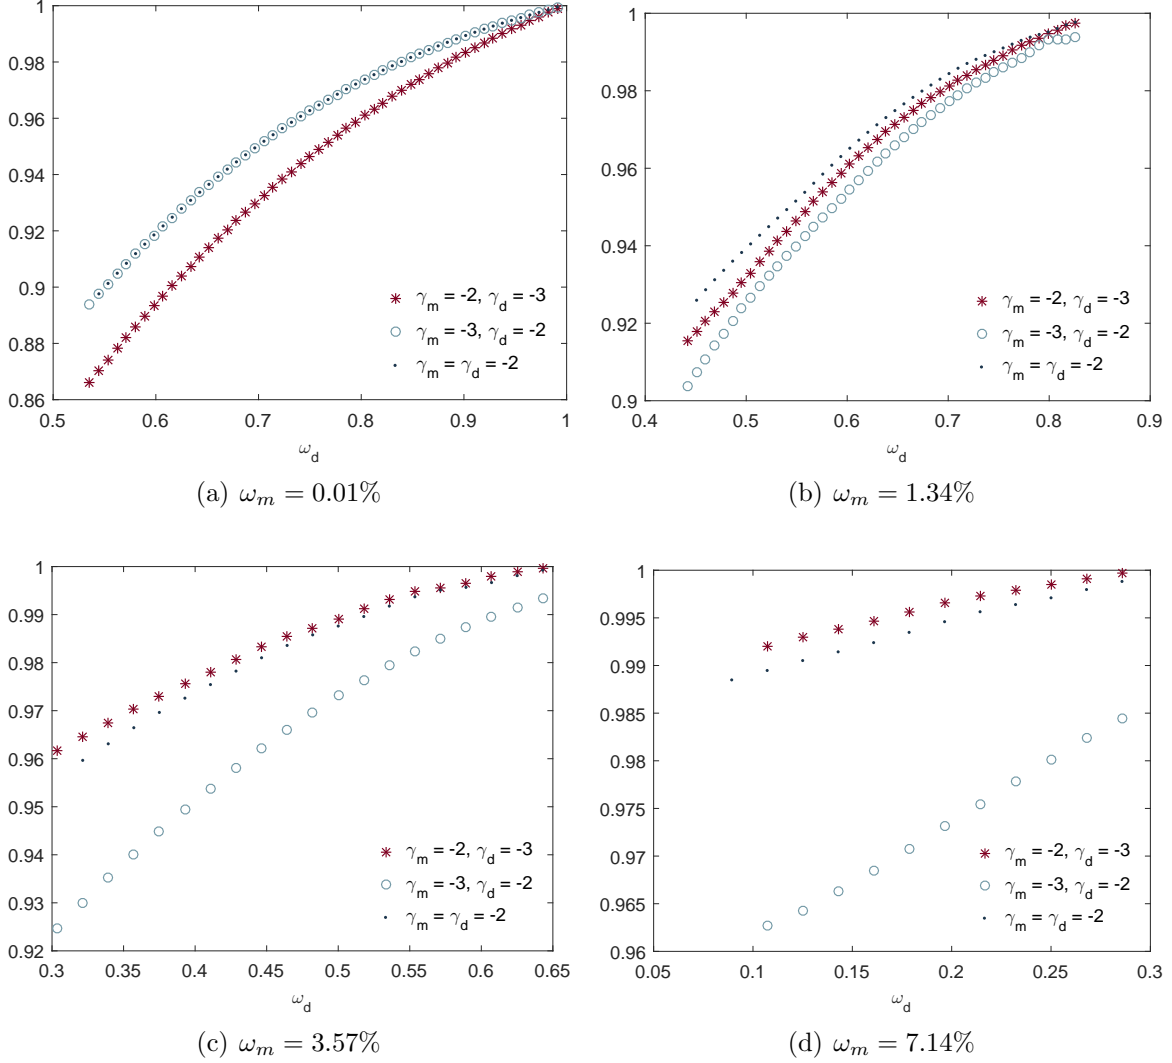 1
0.98
0.96
0.94
0.92
0.9
0.88
0.86
0.5 0.6 0.7 0.8 0.9 1
ω_d
γ_m = -2, γ_d = -3
γ_m = -3, γ_d = -2
γ_m = γ_d = -2
(a) ω_m = 0.01%
1
0.98
0.96
0.94
0.92
0.9
0.4 0.5 0.6 0.7 0.8 0.9
ω_d
γ_m = -2, γ_d = -3
γ_m = -3, γ_d = -2
γ_m = γ_d = -2
(b) ω_m = 1.34%
1
0.99
0.98
0.97
0.96
0.95
0.94
0.93
0.92
0.3 0.35 0.4 0.45 0.5 0.55 0.6 0.65
ω_d
γ_m = -2, γ_d = -3
γ_m = -3, γ_d = -2
γ_m = γ_d = -2
(c) ω_m = 3.57%
1
0.995
0.99
0.985
0.98
0.975
0.97
0.965
0.96
0.05 0.1 0.15 0.2 0.25 0.3
ω_d
γ_m = -2, γ_d = -3
γ_m = -3, γ_d = -2
γ_m = γ_d = -2
(d) ω_m = 7.14%